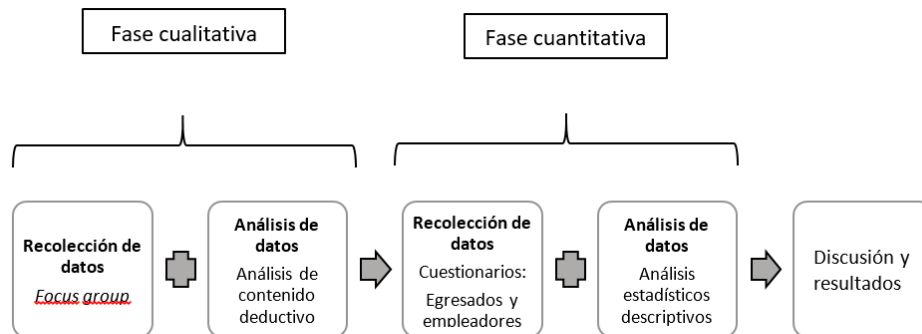 Fase cualitativa
Fase cuantitativa
Recolección de
datos
Focus group
Análisis de
datos
Análisis de
contenido
deductivo
Recolección de
datos
Cuestionarios:
Egresados y
empleadores
Análisis de
datos
Análisis
estadísticos
descriptivos
Discusión y
resultados